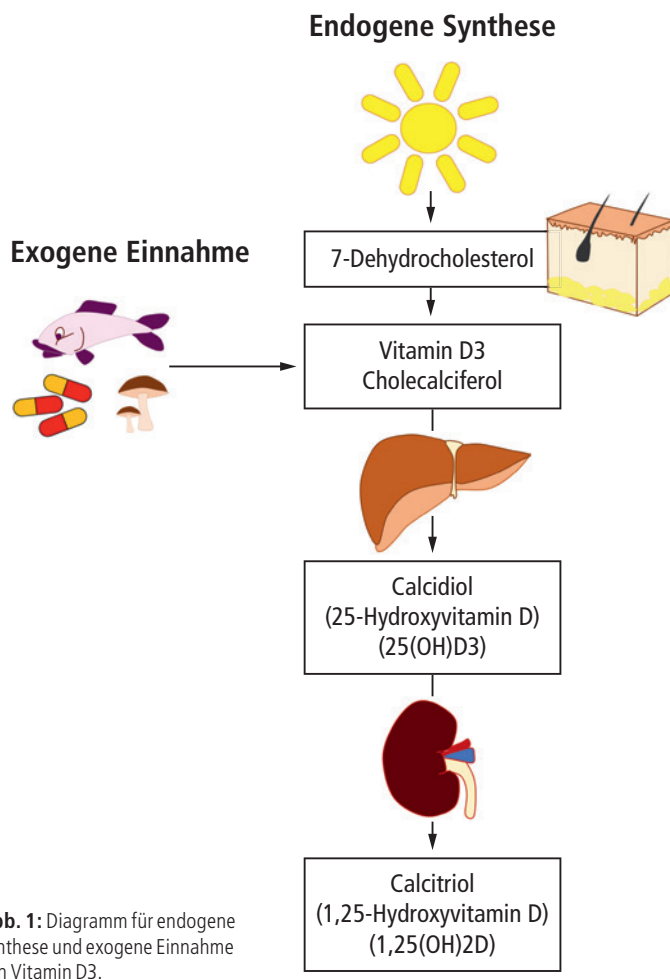 Endogene Synthese
Exogene Einnahme
7-Dehydrocholesterol
Vitamin D3
Cholecalciferol
Calcidiol
(25-Hydroxyvitamin D)
(25(OH)D3)
Calcitriol
(1,25-Hydroxyvitamin D)
(1,25(OH)2D)
1: Diagramm für endogene
und exogene Einnahme
Vitamin D3.